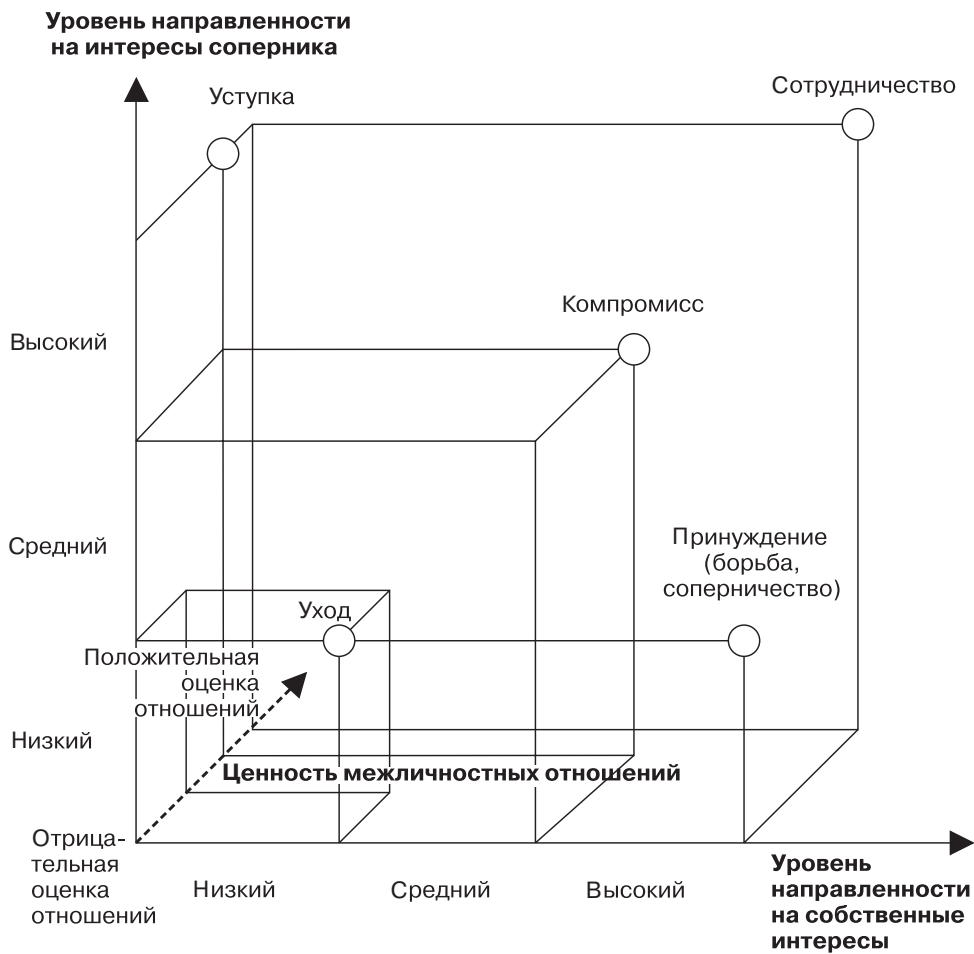 Уровень направленности
на интересы соперника
Уступка
Сотрудничество
Компромисс
Высокий
Средний
Принуждение
(борьба,
соперничество)
Уход
Положительная
оценка
отношений
Низкий
Ценность межличностных отношений
Отрица-
тельная
оценка
отношений
Низкий
Средний
Высокий
Уровень
направленности
на собственные
интересы